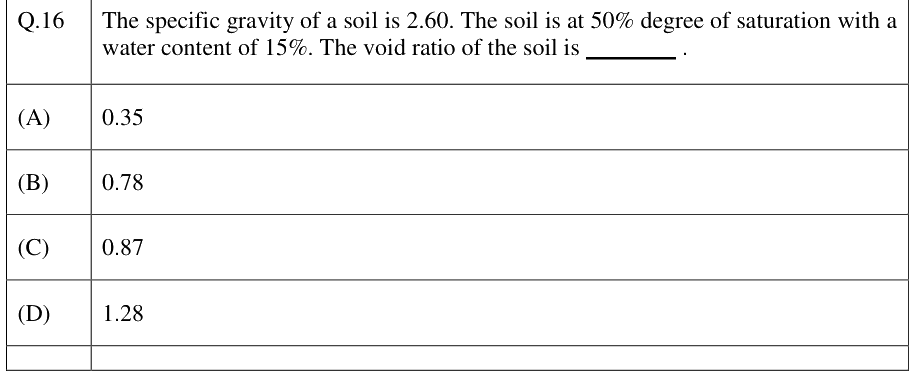 Q.16 The specific gravity of a soil is 2.60. The soil is at 50% degree of saturation with a
water content of 15%. The void ratio of the soil is ________ .
(A) 0.35
(B) 0.78
(C) 0.87
(D) 1.28